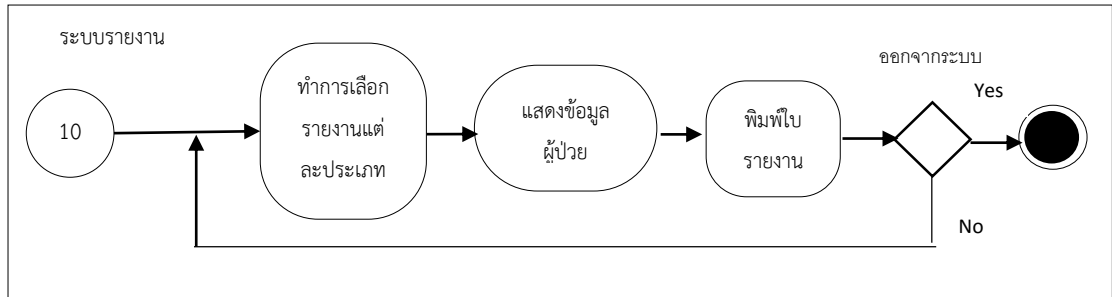 ระบบรายงาน
10
ทำการเลือก
รายงานแต่
ละประเภท
แสดงข้อมูล
ผู้ป่วย
พิมพ์ใบ
รายงาน
ออกจากระบบ
Yes
No